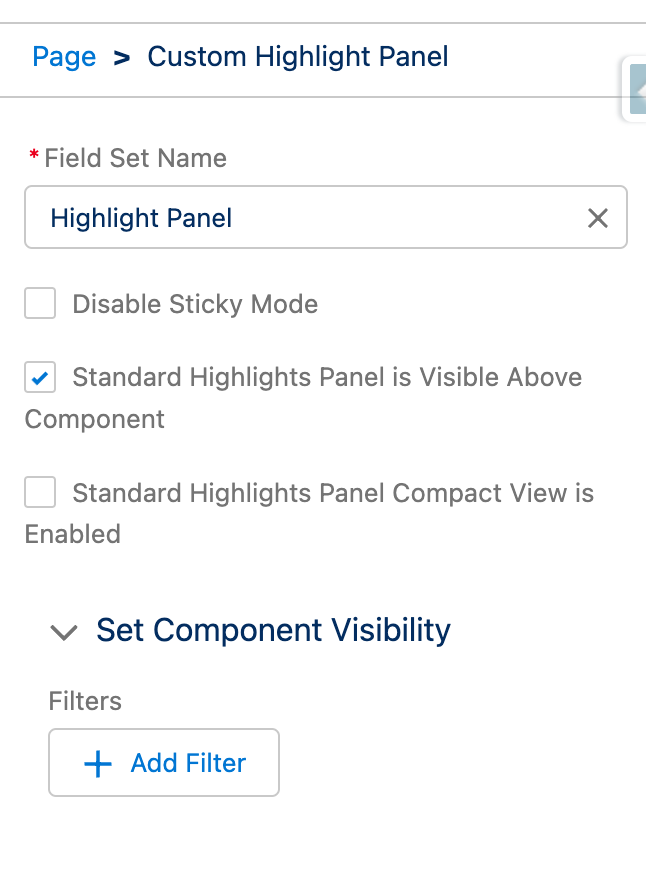 Page > Custom Highlight Panel
* Field Set Name
Highlight Panel
Disable Sticky Mode
Standard Highlights Panel is Visible Above
Component
Standard Highlights Panel Compact View is
Enabled
Set Component Visibility
Filters
+ Add Filter